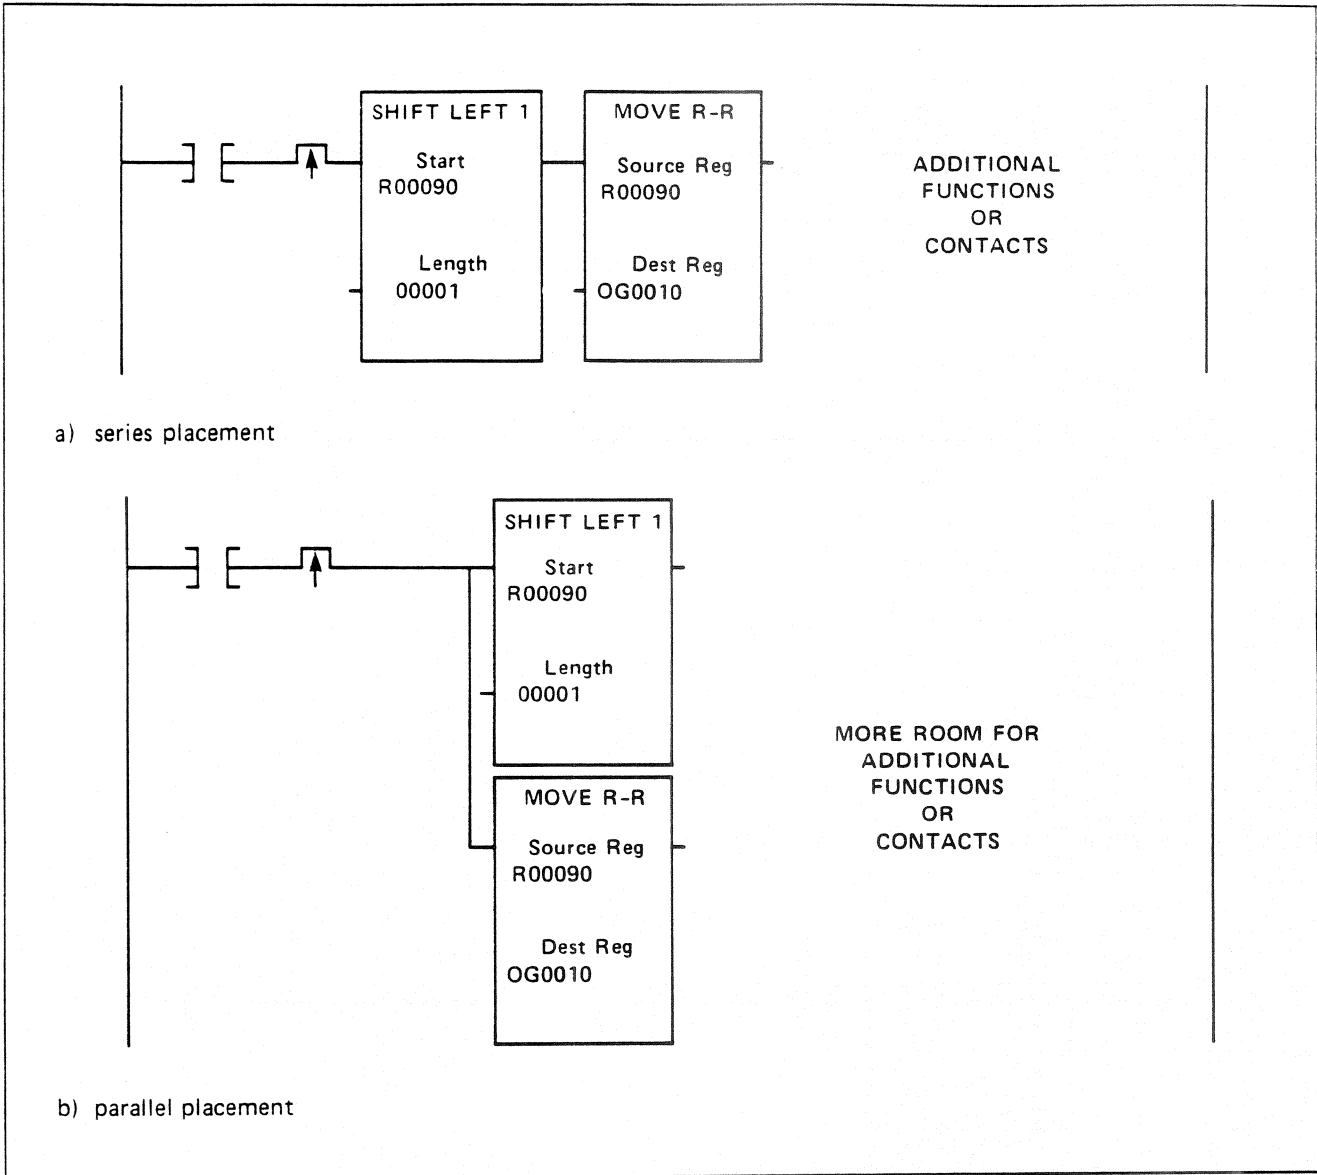 SHIFT LEFT 1
Start
R00090
Length
00001
MOVE R-R
Source Reg
R00090
Dest Reg
OG0010
ADDITIONAL
FUNCTIONS
OR
CONTACTS
a) series placement
SHIFT LEFT 1
Start
R00090
Length
00001
MOVE R-R
Source Reg
R00090
Dest Reg
OG0010
MORE ROOM FOR
ADDITIONAL
FUNCTIONS
OR
CONTACTS
b) parallel placement